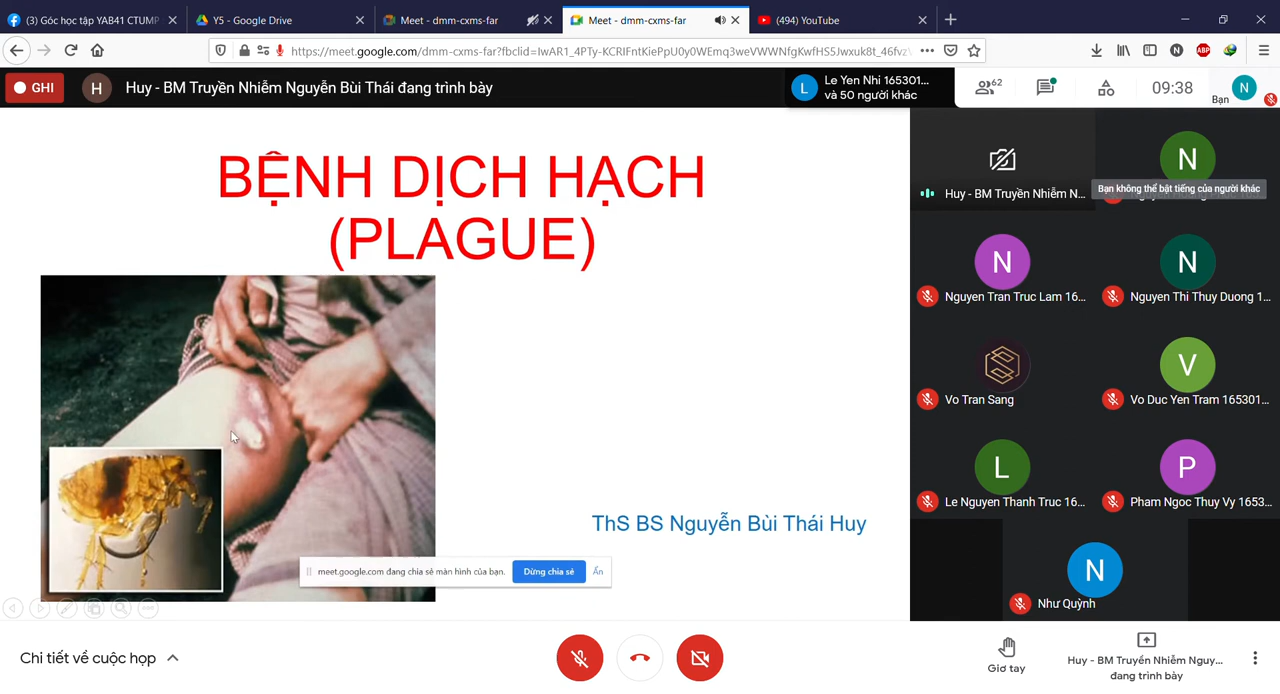 (3) Góc học tập YAB41 CTUMP
Y5 - Google Drive
Meet - dmm-cxms-far
Meet - dmm-cxms-far
(494) YouTube
https://meet.google.com/dmm-cxms-far?fbclid=IwAR1_4PTy-KCRIFntKiePpU0y0WEmq3weVWWNfgKwfHS5Jwxuk8t_46fvz
N
ABP
GHI
H
Huy - BM Truyền Nhiễm Nguyễn Bùi Thái đang trình bày
L
Le Yen Nhi 165301...
và 50 người khác
62
09:38
Bạn
N
BỆNH DỊCH HẠCH
(PLAGUE)
ThS BS Nguyễn Bùi Thái Huy
meet.google.com đang chia sẻ màn hình của bạn.
Dừng chia sẻ
Ẩn
Huy - BM Truyền Nhiễm N...
N
Bạn không thể bật tiếng của người khác
N
Nguyen Tran Truc Lam 16...
N
Nguyen Thi Thuy Duong 1...
Vo Tran Sang
V
Vo Duc Yen Tram 165301...
L
Le Nguyen Thanh Truc 16...
P
Pham Ngoc Thuy Vy 1653...
N
Như Quỳnh
Chi tiết về cuộc họp
Giơ tay
Huy - BM Truyền Nhiễm Nguy...
đang trình bày